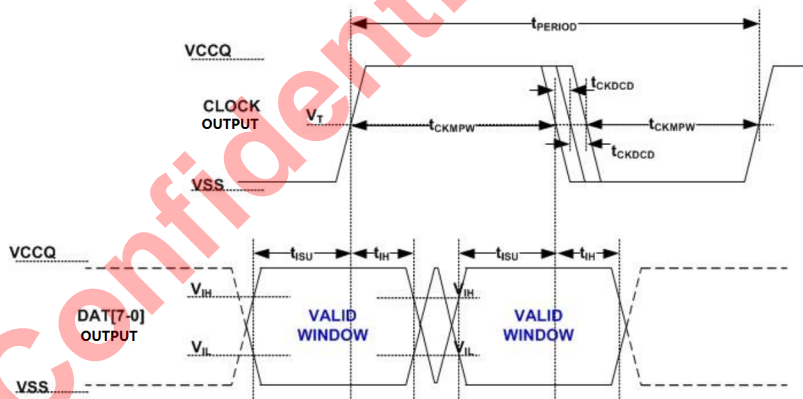 tPERIOD
VCCQ
tCKDCD
CLOCK
OUTPUT
VT
tCKMPW
tCKMPW
tCKDCD
VSS
VCCQ
tISU
tIH
tISU
tIH
VIH
VIH
DAT[7-0]
OUTPUT
VALID
WINDOW
VALID
WINDOW
VIL
VIL
VSS
Confidenti